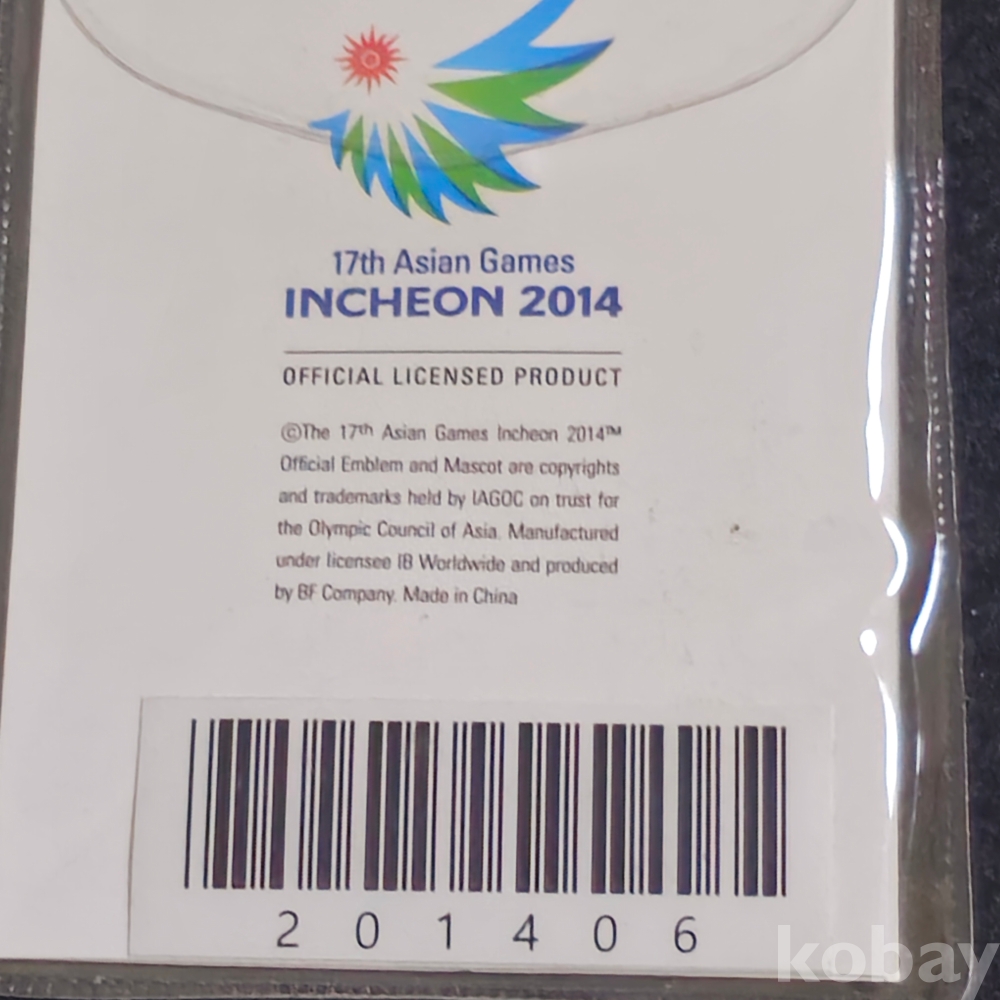 17th Asian Games
INCHEON 2014
OFFICIAL LICENSED PRODUCT
©The 17th Asian Games Incheon 2014™
Official Emblem and Mascot are copyrights
and trademarks held by IAGOC on trust for
the Olympic Council of Asia. Manufactured
under licensee IB Worldwide and produced
by BF Company. Made in China
201406
kobay